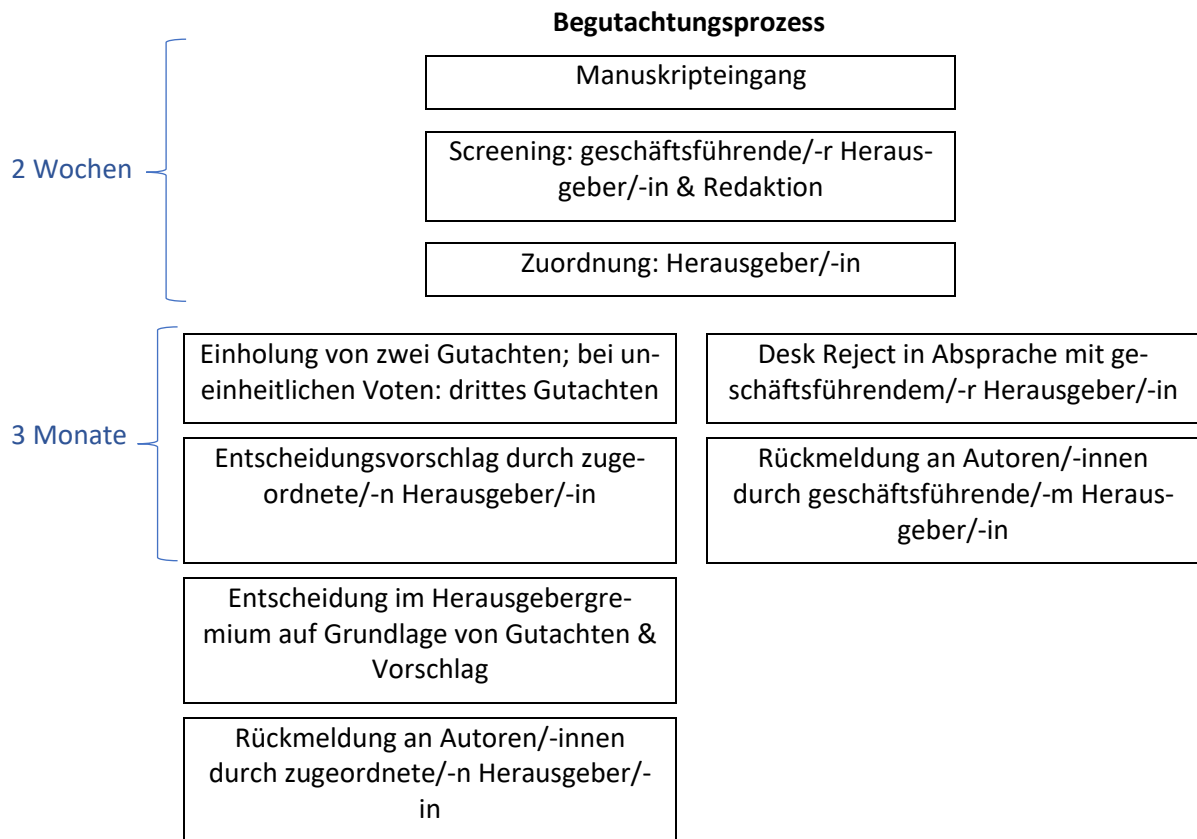 Begutachtungsprozess
Manuskripteingang
2 Wochen
Screening: geschäftsführende/-r Heraus-
geber/-in & Redaktion
Zuordnung: Herausgeber/-in
3 Monate
Einholung von zwei Gutachten; bei un-
einheitlichen Voten: drittes Gutachten
Desk Reject in Absprache mit ge-
schäftsführendem/-r Herausgeber/-in
Entscheidungsvorschlag durch zuge-
ordnete/-n Herausgeber/-in
Rückmeldung an Autoren/-innen
durch geschäftsführende/-m Heraus-
geber/-in
Entscheidung im Herausgebergre-
mium auf Grundlage von Gutachten &
Vorschlag
Rückmeldung an Autoren/-innen
durch zugeordnete/-n Herausgeber/-
in